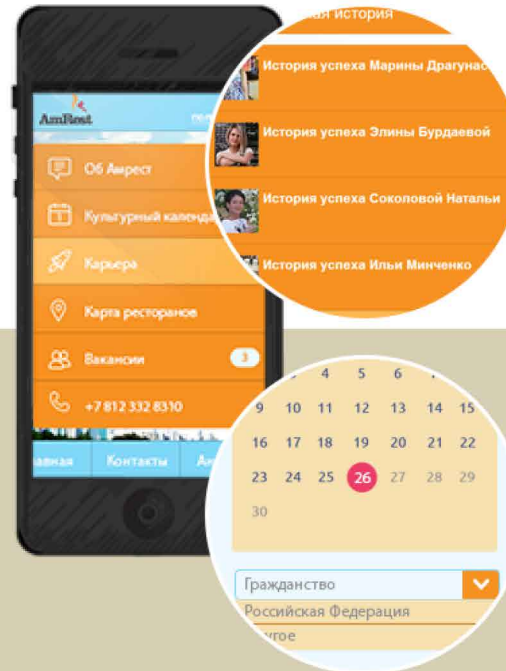 история
История успеха Марины Драгунас
История успеха Элины Бурдаевой
История успеха Соколовой Натальи
История успеха Ильи Минченко
AmRest
Об Амрест
Культурный календа
Карьера
Карта ресторанов
Вакансии 3
+7 812 332 8310
Контакты
4 5 6
9 10 11 12 13 14 15
16 17 18 19 20 21 22
23 24 25 26 27 28 29
30
Гражданство
Российская Федерация